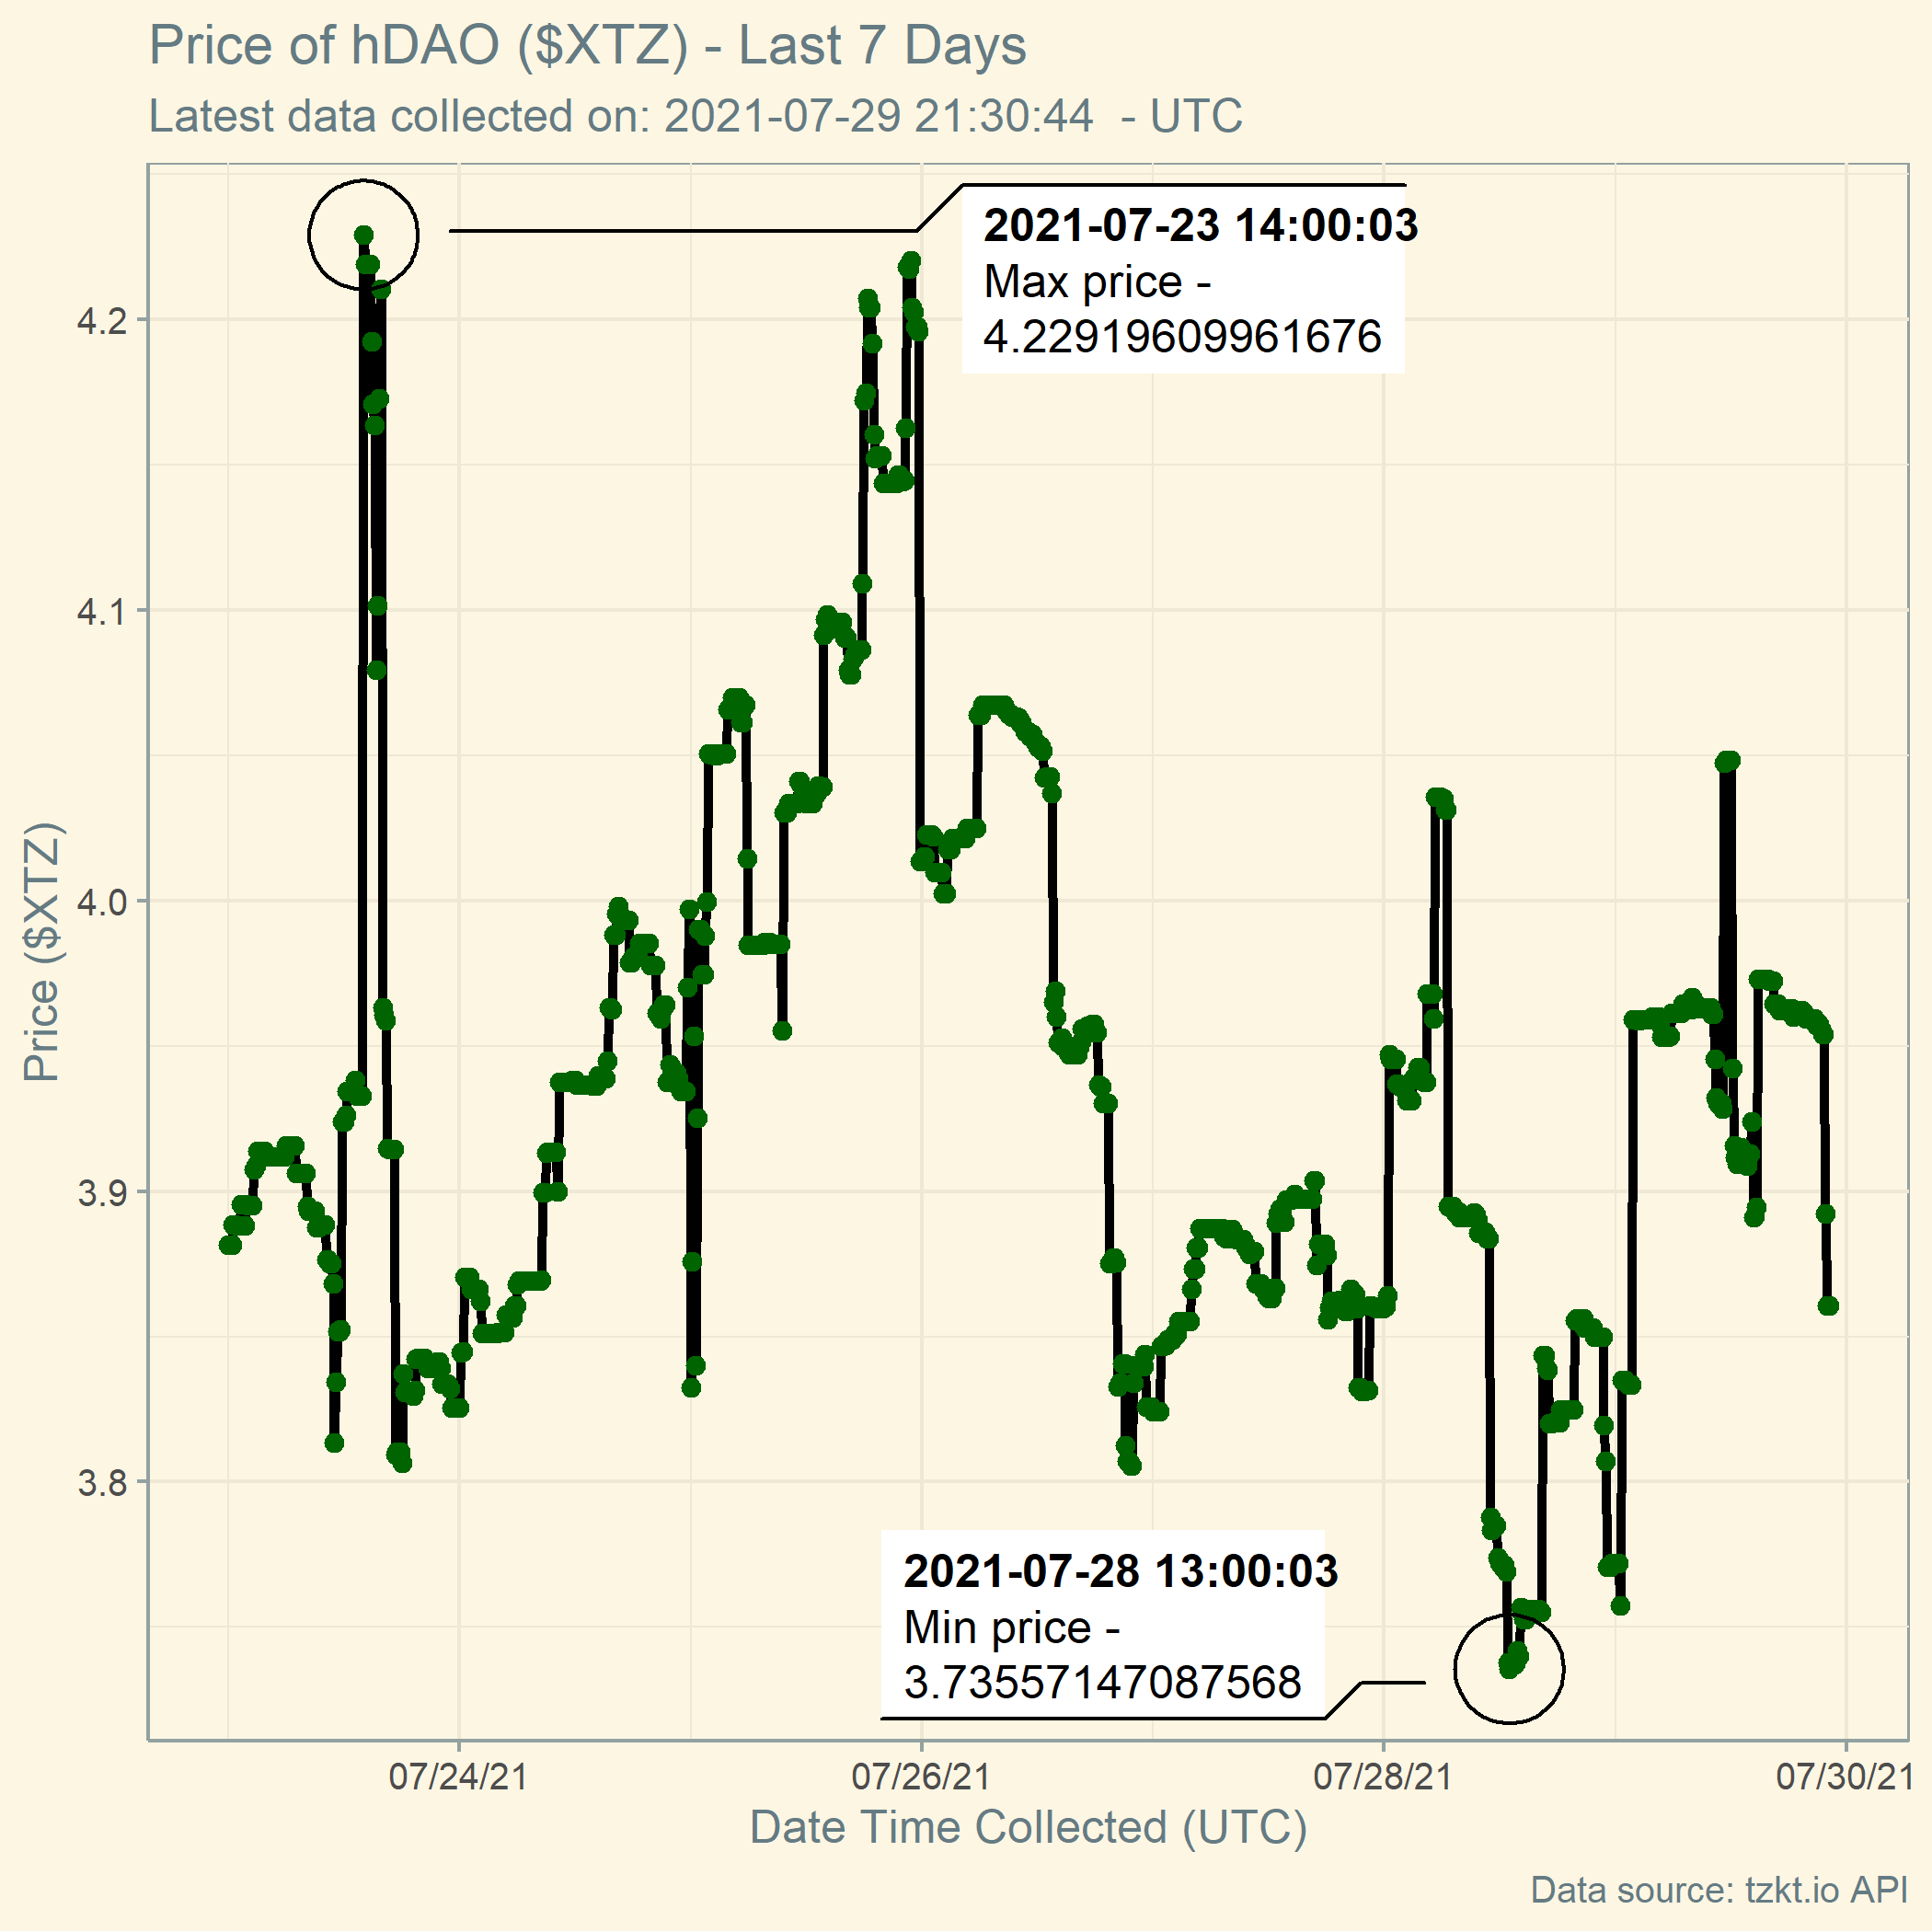 Price of hDAO ($XTZ) - Last 7 Days
Latest data collected on: 2021-07-29 21:30:44  - UTC
2021-07-23 14:00:03
Max price -
4.22919609961676
4.2
4.1
4.0
3.9
3.8
Price ($XTZ)
2021-07-28 13:00:03
Min price -
3.73557147087568
07/24/21
07/26/21
07/28/21
07/30/21
Date Time Collected (UTC)
Data source: tzkt.io API